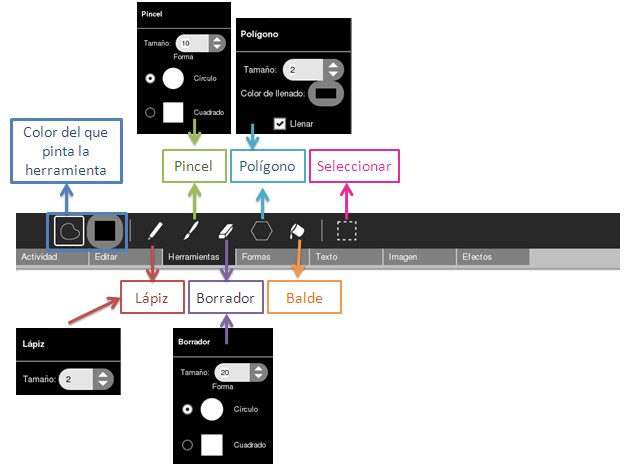 Pincel
Tamaño: 10
Forma
Círculo
Cuadrado
Polígono
Tamaño: 2
Color de llenado:
Llenar
Color del que
pinta la
herramienta
Pincel
Polígono
Seleccionar
Actividad
Editar
Herramientas
Formas
Texto
Imagen
Efectos
Lápiz
Borrador
Balde
Lápiz
Tamaño: 2
Borrador
Tamaño: 20
Forma
Círculo
Cuadrado